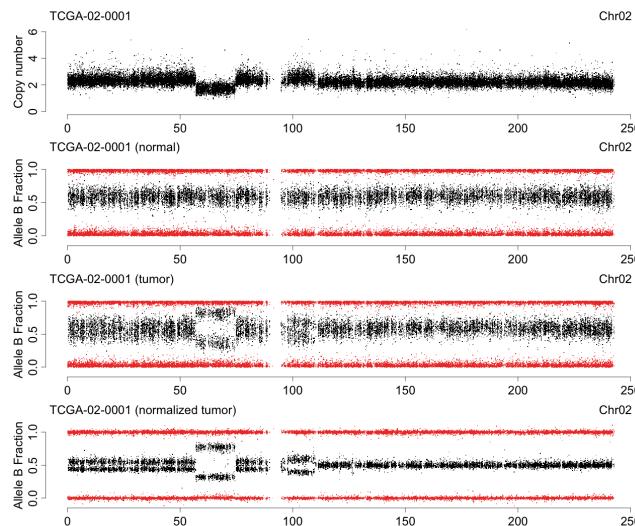 TCGA-02-0001 Chr02
Copy number
6
4
2
0
0 50 100 150 200 250
TCGA-02-0001 (normal) Chr02
Allele B Fraction
1.0
0.5
0.0
0 50 100 150 200 250
TCGA-02-0001 (tumor) Chr02
Allele B Fraction
1.0
0.5
0.0
0 50 100 150 200 250
TCGA-02-0001 (normalized tumor) Chr02
Allele B Fraction
1.0
0.5
0.0
0 50 100 150 200 250